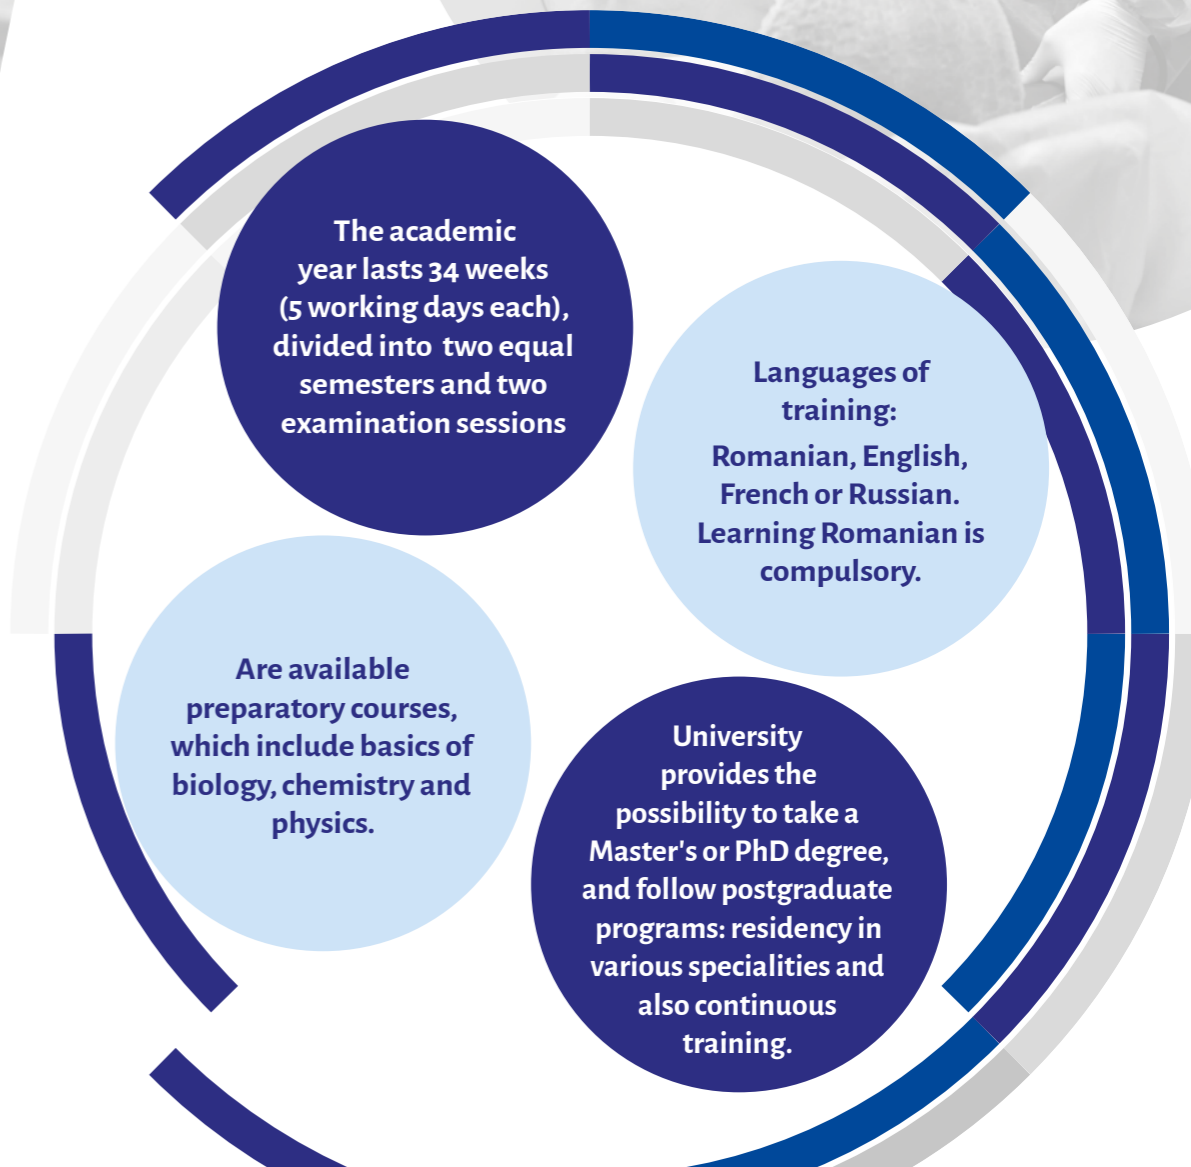 The academic
year lasts 34 weeks
(5 working days each),
divided into two equal
semesters and two
examination sessions
Languages of
training:
Romanian, English,
French or Russian.
Learning Romanian is
compulsory.
Are available
preparatory courses,
which include basics of
biology, chemistry and
physics.
University
provides the
possibility to take a
Master's or PhD degree,
and follow postgraduate
programs: residency in
various specialities and
also continuous
training.